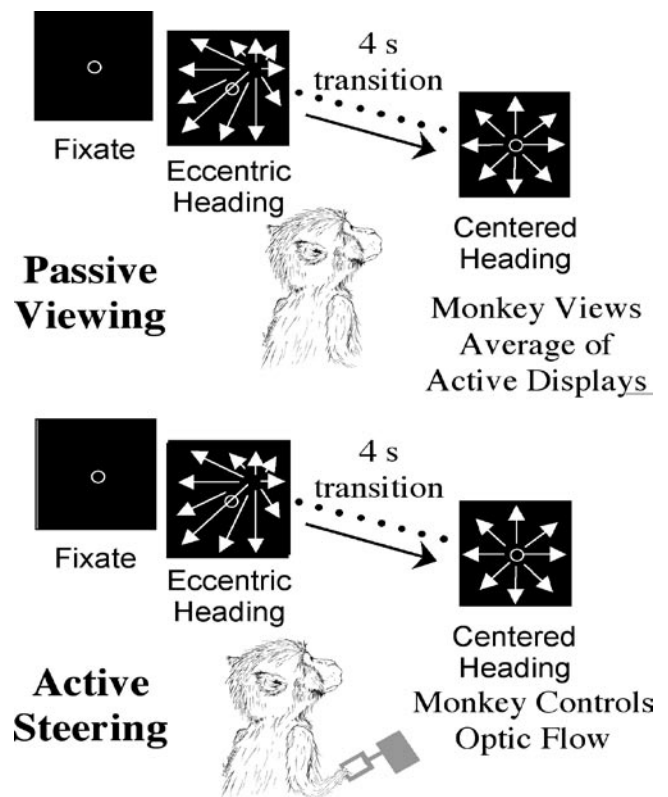 4 s
transition
Fixate
Eccentric
Heading
Centered
Heading
Passive
Viewing
Monkey Views
Average of
Active Displays
4 s
transition
Fixate
Eccentric
Heading
Centered
Heading
Active
Steering
Monkey Controls
Optic Flow